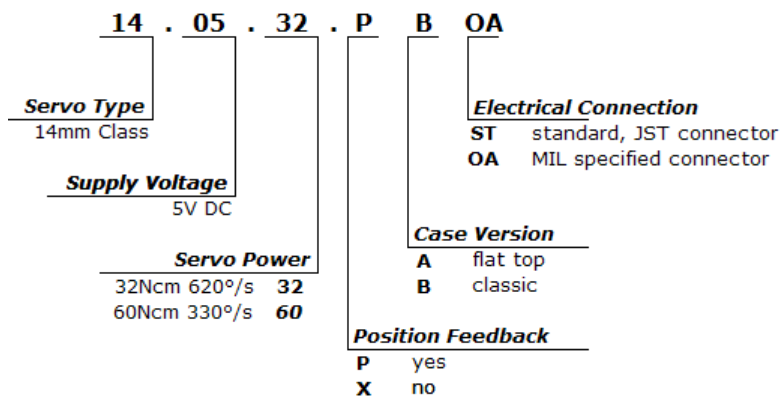 14 . 05 . 32 . P B OA
Servo Type
14mm Class
Supply Voltage
5V DC
Servo Power
32Ncm 620°/s 32
60Ncm 330°/s 60
Position Feedback
P yes
X no
Case Version
A flat top
B classic
Electrical Connection
ST standard, JST connector
OA MIL specified connector